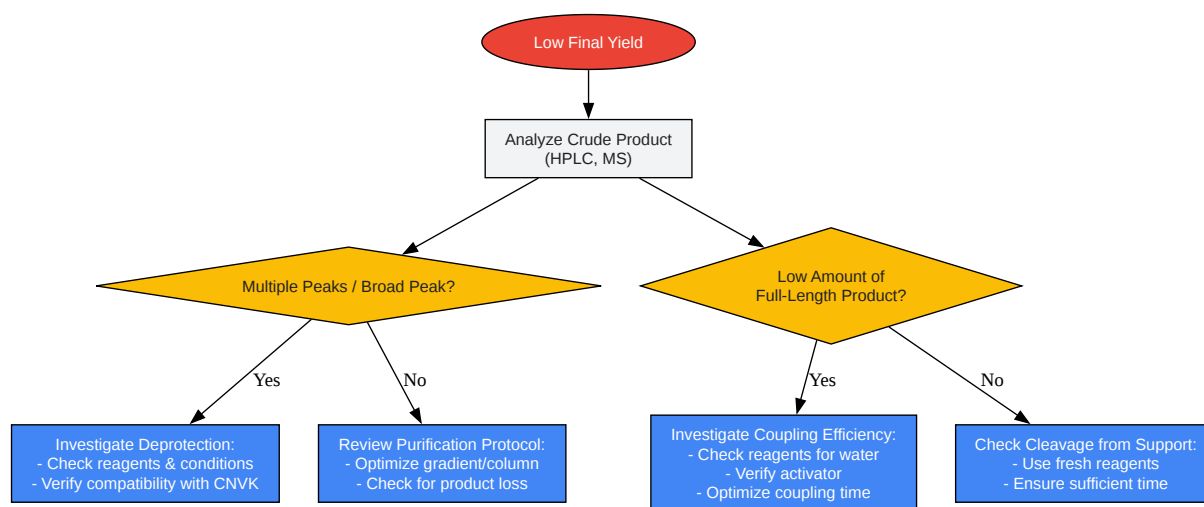 Low Final Yield
Analyze Crude Product
(HPLC, MS)
Multiple Peaks / Broad Peak?
Low Amount of
Full-Length Product?
Yes
No
Yes
No
Investigate Deprotection:
- Check reagents & conditions
- Verify compatibility with CNVK
Review Purification Protocol:
- Optimize gradient/column
- Check for product loss
Investigate Coupling Efficiency:
- Check reagents for water
- Verify activator
- Optimize coupling time
Check Cleavage from Support:
- Use fresh reagents
- Ensure sufficient time